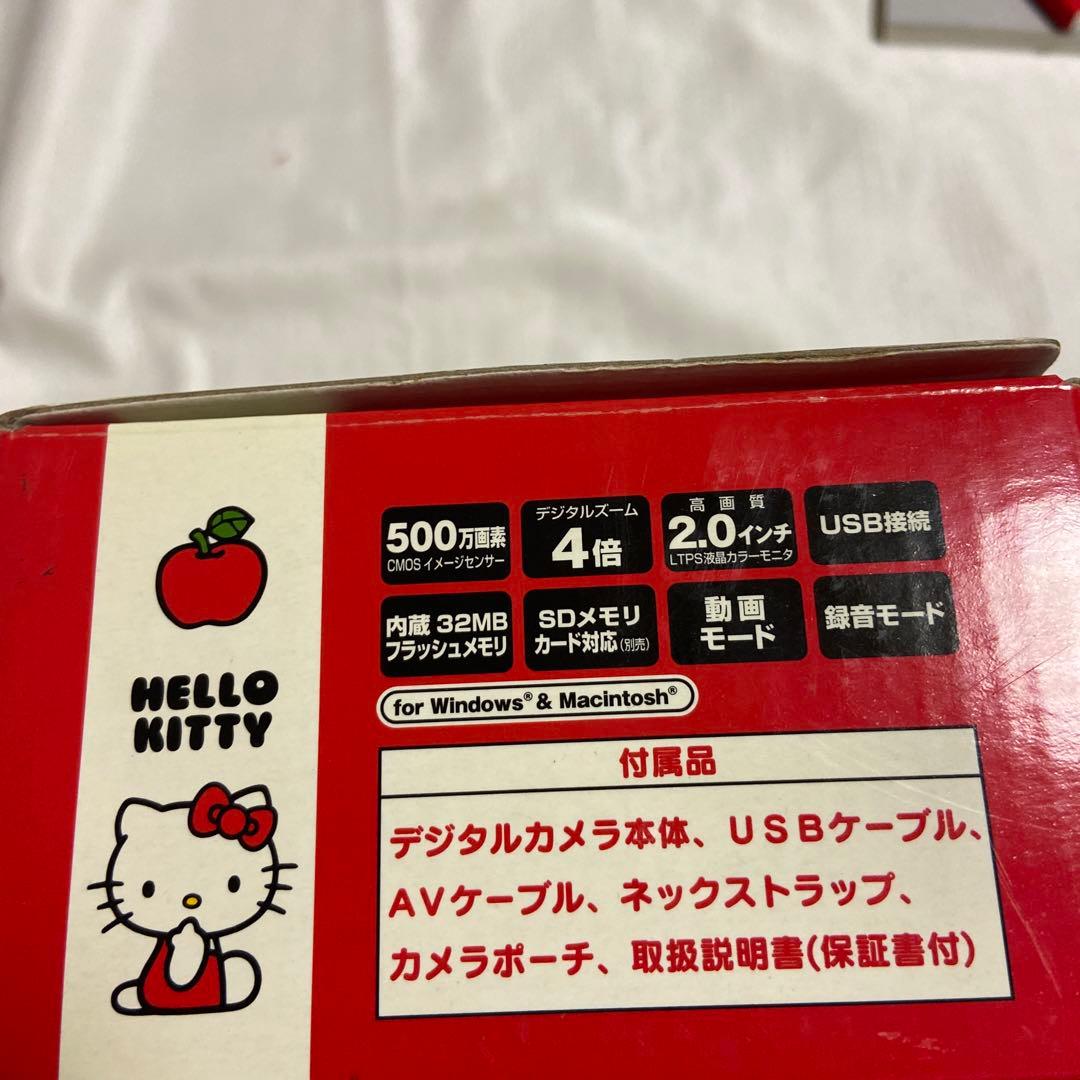 HELLO
KITTY
500万画素
CMOSイメージセンサー
デジタルズーム
4倍
高画質
2.0インチ
LTPS液晶カラーモニタ
USB接続
内蔵 32MB
フラッシュメモリ
SDメモリ
カード対応(別売)
動画
モード
録音モード
for Windows® & Macintosh®
付属品
デジタルカメラ本体、USBケーブル、
AVケーブル、ネックストラップ、
カメラポーチ、取扱説明書(保証書付)